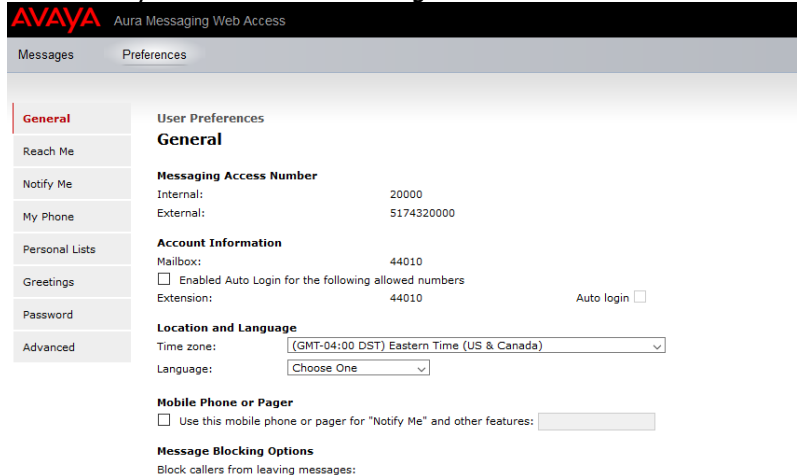 AVAYA Aura Messaging Web Access
Messages Preferences
General
Reach Me
Notify Me
My Phone
Personal Lists
Greetings
Password
Advanced
User Preferences
General
Messaging Access Number
Internal: 20000
External: 5174320000
Account Information
Mailbox: 44010
Enabled Auto Login for the following allowed numbers
Extension: 44010 Auto login
Location and Language
Time zone: (GMT-04:00 DST) Eastern Time (US & Canada)
Language: Choose One
Mobile Phone or Pager
Use this mobile phone or pager for "Notify Me" and other features:
Message Blocking Options
Block callers from leaving messages: